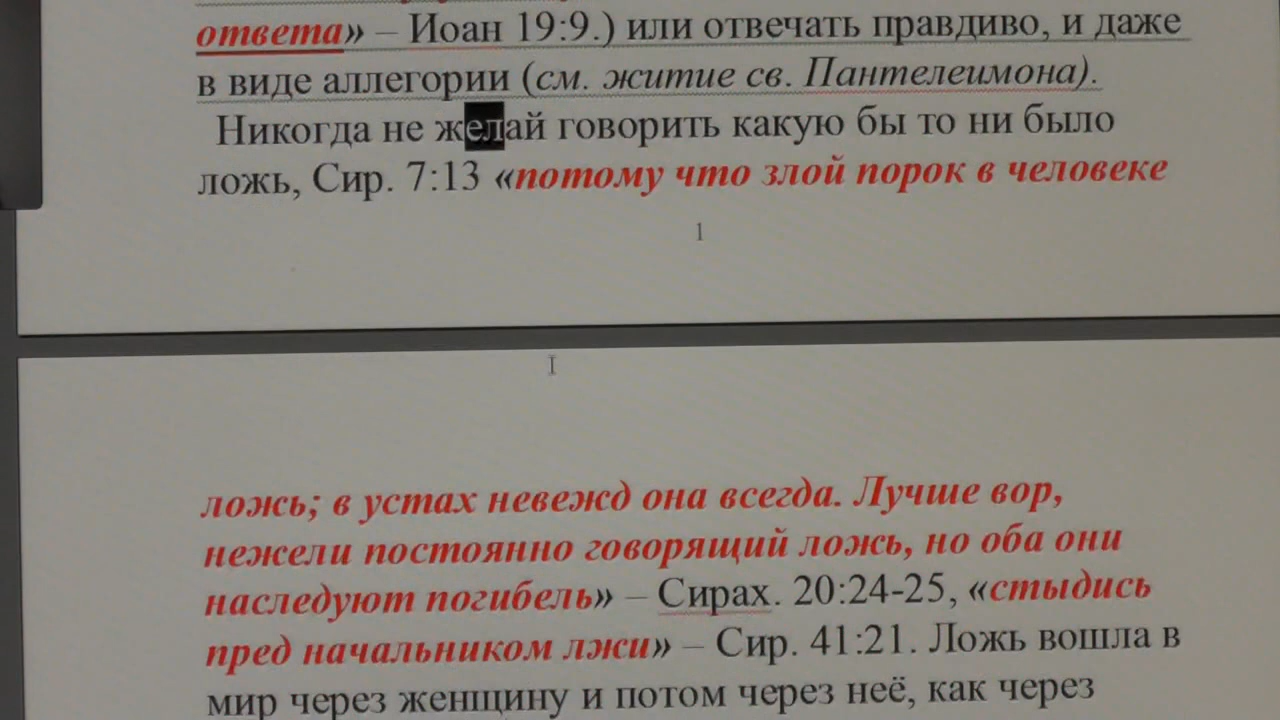 ответа» – Иоан 19:9.) или отвечать правдиво, и даже
в виде аллегории (см. житие св. Пантелеимона).
Никогда не желай говорить какую бы то ни было
ложь, Сир. 7:13 «потому что злой порок в человеке
1
ложь; в устах невежд она всегда. Лучше вор,
нежели постоянно говорящий ложь, но оба они
наследуют погибель» – Сирах. 20:24-25, «стыдись
пред начальником лжи» – Сир. 41:21. Ложь вошла в
мир через женщину и потом через неё, как через